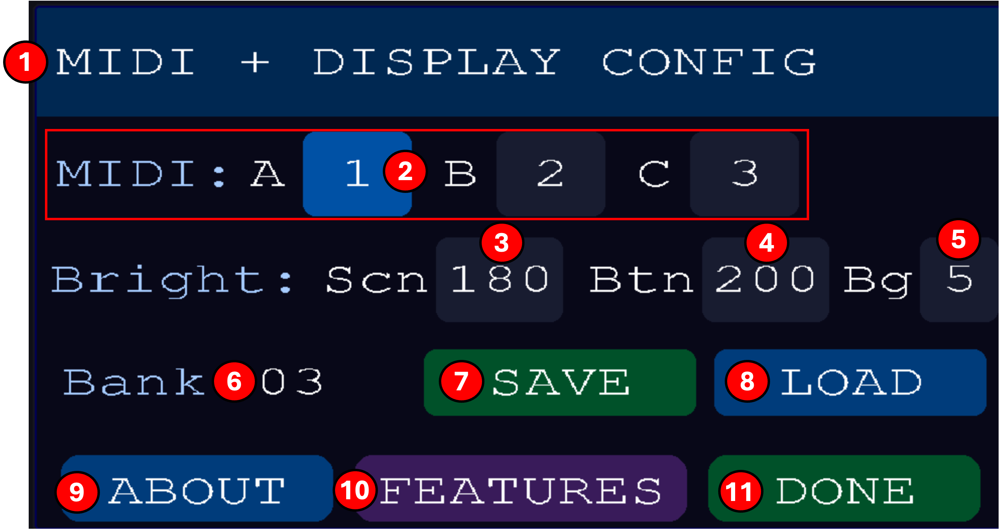 1 MIDI + DISPLAY CONFIG
MIDI: A 1 2 B 2 C 3
3 4 5
Bright: Scn 180 Btn 200 Bg 5
Bank 6 03 7 SAVE 8 LOAD
9 ABOUT 10 FEATURES 11 DONE